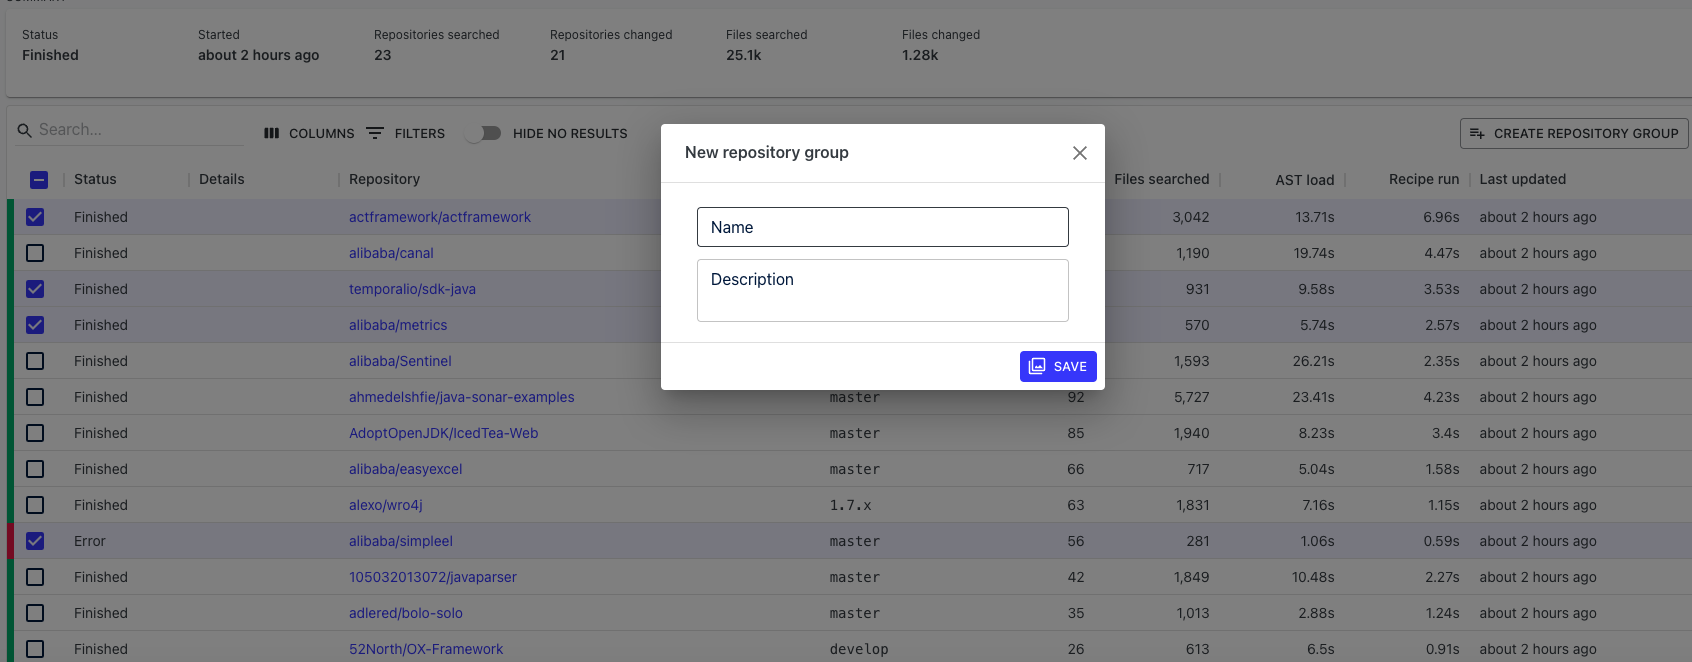 Status Started Repositories searched Repositories changed Files searched Files changed
Finished about 2 hours ago 23 21 25.1k 1.28k
Search... COLUMNS FILTERS HIDE NO RESULTS CREATE REPOSITORY GROUP
New repository group
Name
Description
SAVE
Status Details Repository Files searched AST load Recipe run Last updated
Finished actframework/actframework 3,042 13.71s 6.96s about 2 hours ago
Finished alibaba/canal 1,190 19.74s 4.47s about 2 hours ago
Finished temporalio/sdk-java 931 9.58s 3.53s about 2 hours ago
Finished alibaba/metrics 570 5.74s 2.57s about 2 hours ago
Finished alibaba/Sentinel 1,593 26.21s 2.35s about 2 hours ago
Finished ahmedelshfie/java-sonar-examples master 92 5,727 23.41s 4.23s about 2 hours ago
Finished AdoptOpenJDK/IcedTea-Web master 85 1,940 8.23s 3.4s about 2 hours ago
Finished alibaba/easyexcel master 66 717 5.04s 1.58s about 2 hours ago
Finished alexo/wro4j 1.7.x 63 1,831 7.16s 1.15s about 2 hours ago
Error alibaba/simpleel master 56 281 1.06s 0.59s about 2 hours ago
Finished 105032013072/javaparser master 42 1,849 10.48s 2.27s about 2 hours ago
Finished adlered/bolo-solo master 35 1,013 2.88s 1.24s about 2 hours ago
Finished 52North/OX-Framework develop 26 613 6.5s 0.91s about 2 hours ago